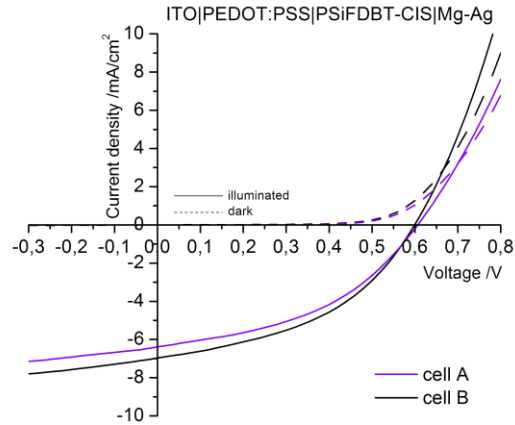 ITO|PEDOT:PSS|PSiFDBT-CIS|Mg-Ag
Current density /mA/cm²
10
8
6
4
2
0
-2
-4
-6
-8
-10
illuminated
dark
-0,3 -0,2 -0,1 0,0 0,1 0,2 0,3 0,4 0,5 0,6 0,7 0,8
Voltage /V
cell A
cell B